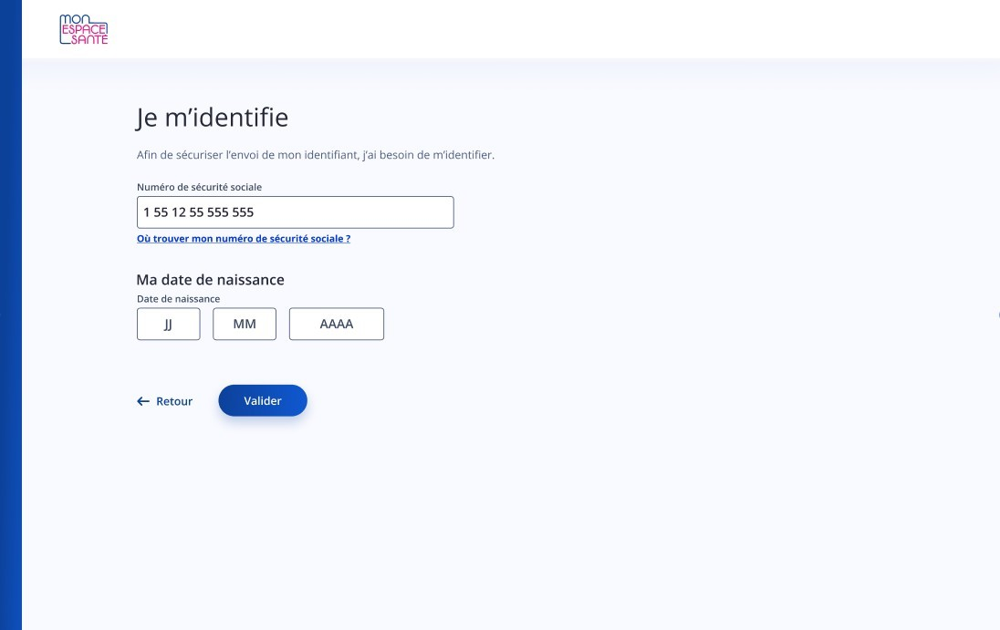 MON
ESPACE
SANTÉ
Je m’identifie
Afin de sécuriser l’envoi de mon identifiant, j’ai besoin de m’identifier.
Numéro de sécurité sociale
1 55 12 55 555 555
Où trouver mon numéro de sécurité sociale ?
Ma date de naissance
Date de naissance
JJ MM AAAA
← Retour Valider